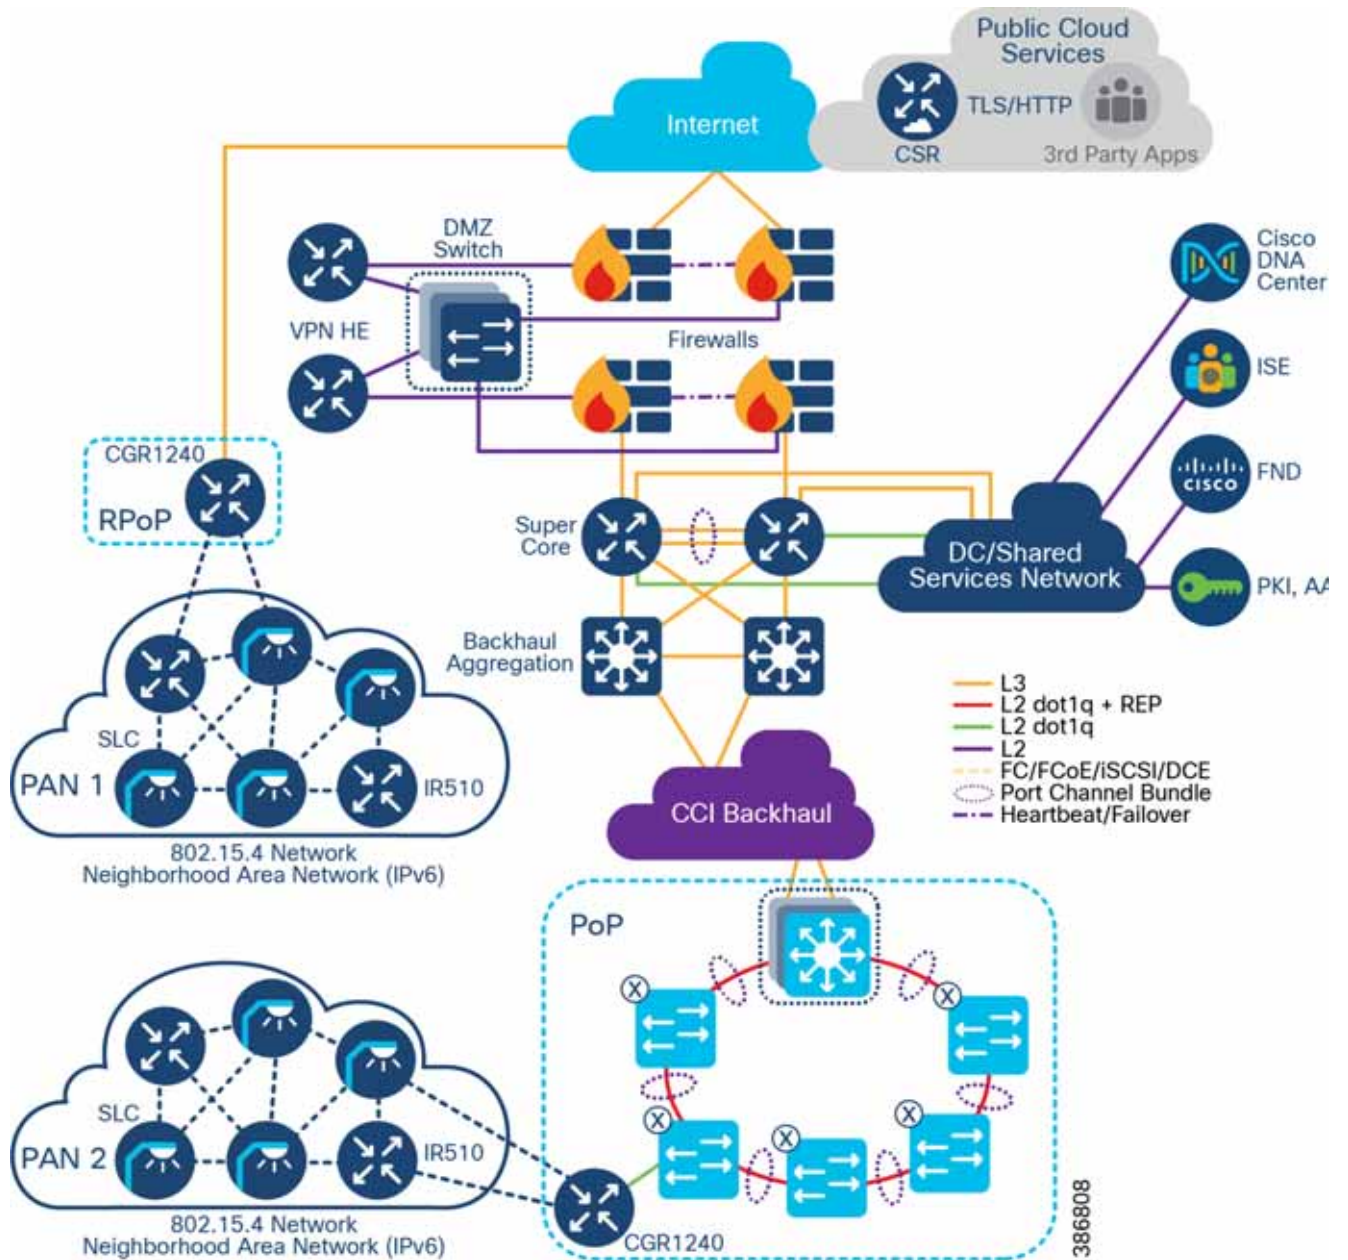 Public Cloud
Services
Internet
TLS/HTTP
CSR
3rd Party Apps
DMZ
Switch
VPN HE
Firewalls
Cisco
DNA
Center
ISE
CISCO
FND
PKI, AA
CGR1240
RPoP
Super
Core
DC/Shared
Services Network
Backhaul
Aggregation
L3
L2 dot1q + REP
L2 dot1q
L2
FC/FCoE/iSCSI/DCE
Port Channel Bundle
Heartbeat/Failover
SLC
PAN 1
IR510
802.15.4 Network
Neighborhood Area Network (IPv6)
CCI Backhaul
PoP
X
X
X
X
X
SLC
PAN 2
IR510
802.15.4 Network
Neighborhood Area Network (IPv6)
CGR1240
386808